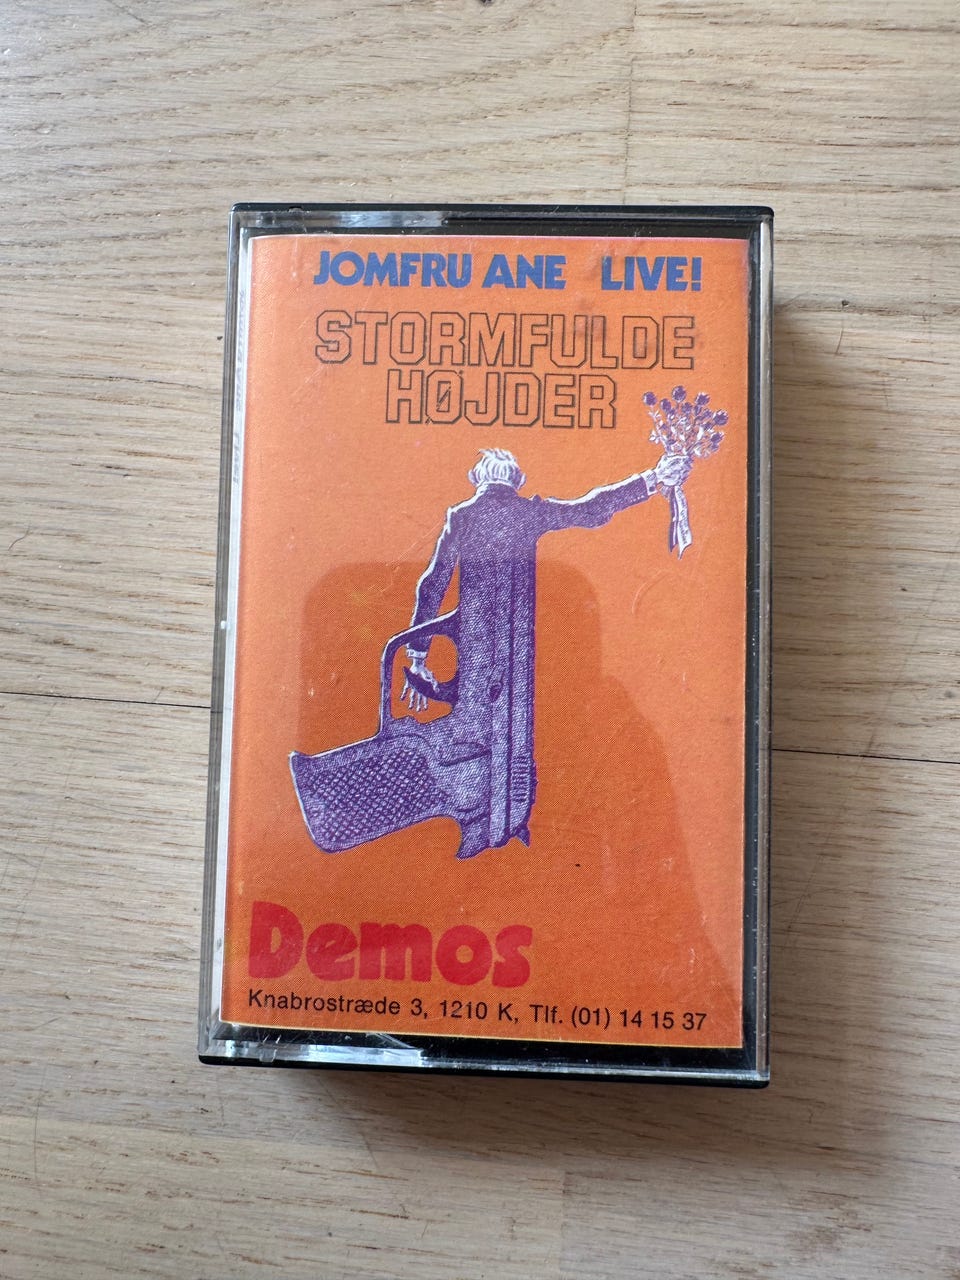 JOMFRU ANE LIVE!
STORMFULDE
HØJDER
Demos
Knabrostræde 3, 1210 K, Tlf. (01) 14 15 37